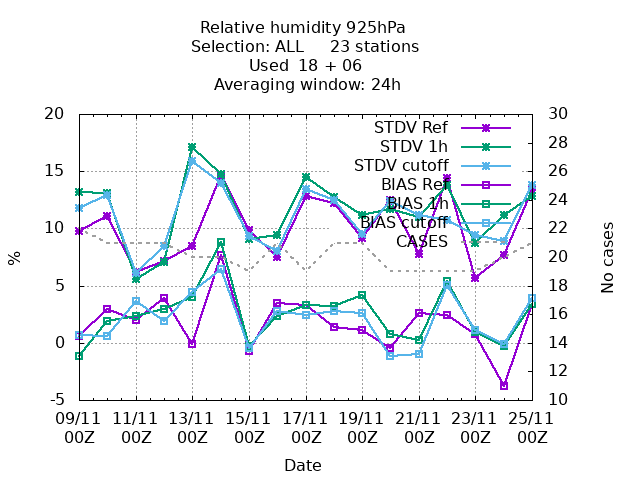 Relative humidity 925hPa
Selection: ALL 23 stations
Used 18 + 06
Averaging window: 24h
20 30
STDV Ref
28
STDV 1h
15 26
STDV cutoff
BIAS Ref
24
BIAS 1h
10 22
BIAS cutoff
CASES
20
5 18
16
0 14
12
-5 10
% No cases
09/11 11/11 13/11 15/11 17/11 19/11 21/11 23/11 25/11
00Z 00Z 00Z 00Z 00Z 00Z 00Z 00Z 00Z
Date